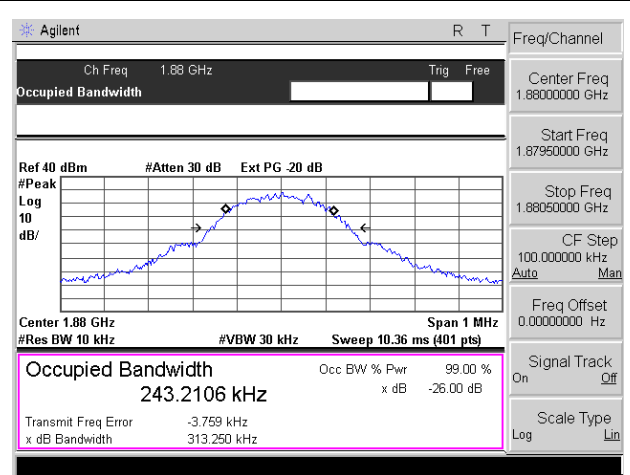 Agilent
R T
Ch Freq 1.88 GHz Trig Free
Occupied Bandwidth
Ref 40 dBm #Atten 30 dB Ext PG -20 dB
#Peak
Log
10
dB/
Center 1.88 GHz Span 1 MHz
#Res BW 10 kHz #VBW 30 kHz Sweep 10.36 ms (401 pts)
Occupied Bandwidth Occ BW % Pwr 99.00 %
243.2106 kHz x dB -26.00 dB
Transmit Freq Error -3.759 kHz
x dB Bandwidth 313.250 kHz
Freq/Channel
Center Freq
1.88000000 GHz
Start Freq
1.87950000 GHz
Stop Freq
1.88050000 GHz
CF Step
100.000000 kHz
Auto Man
Freq Offset
0.00000000 Hz
Signal Track
On Off
Scale Type
Log Lin